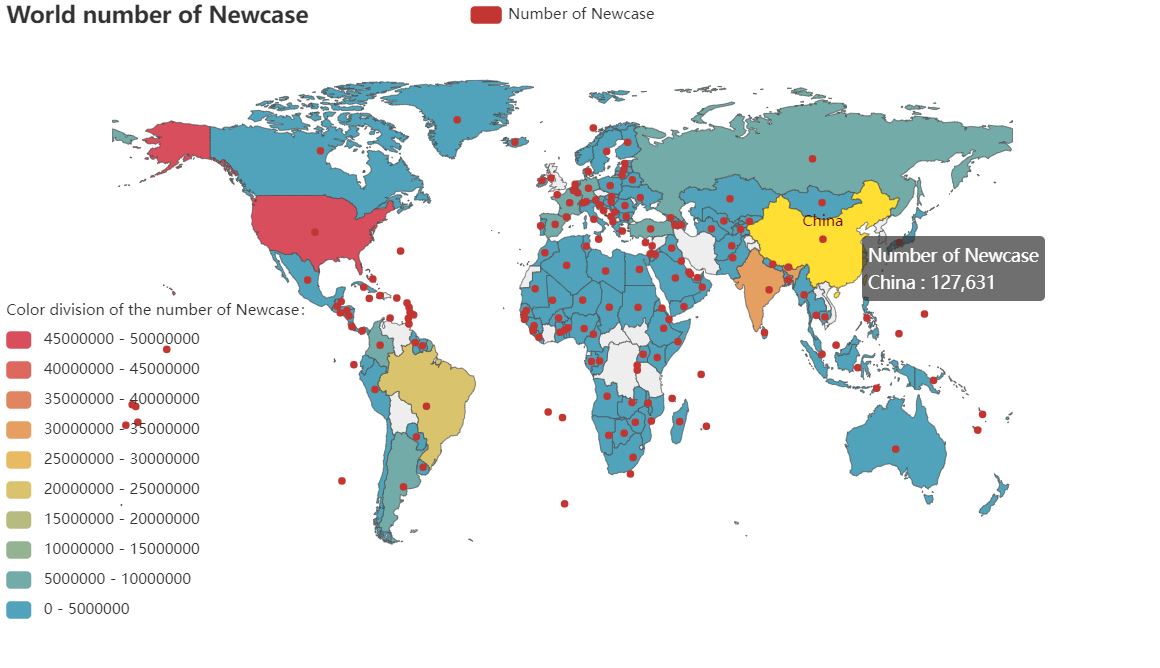 World number of Newcase
Number of Newcase
China
Number of Newcase
China : 127,631
Color division of the number of Newcase:
45000000 - 50000000
40000000 - 45000000
35000000 - 40000000
30000000 - 35000000
25000000 - 30000000
20000000 - 25000000
15000000 - 20000000
10000000 - 15000000
5000000 - 10000000
0 - 5000000